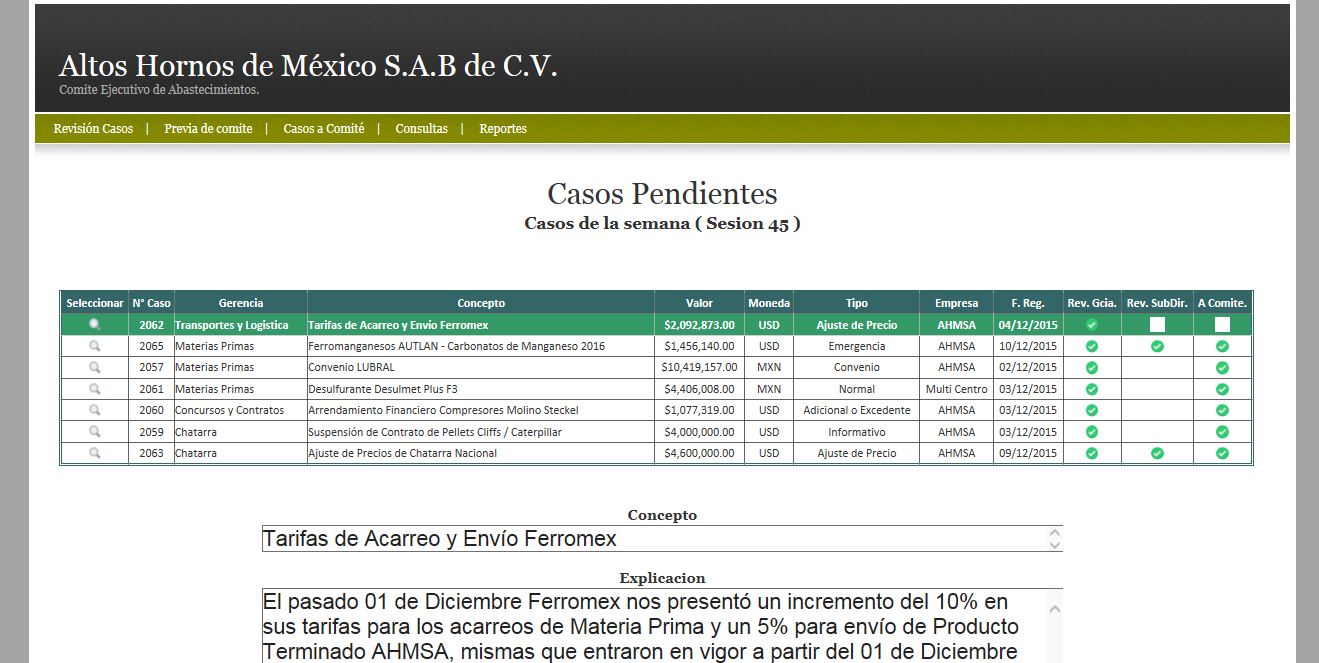 Altos Hornos de México S.A.B de C.V.
Comite Ejecutivo de Abastecimientos.
Revisión Casos | Previa de comite | Casos a Comité | Consultas | Reportes
Casos Pendientes
Casos de la semana ( Sesion 45 )
Seleccionar N° Caso Gerencia Concepto Valor Moneda Tipo Empresa F. Reg. Rev. Gcia. Rev. SubDir. A Comite.
2062 Transportes y Logistica Tarifas de Acarreo y Envío Ferromex $2,092,873.00 USD Ajuste de Precio AHMSA 04/12/2015
2065 Materias Primas Ferromanganesos AUTLAN - Carbonatos de Manganeso 2016 $1,456,140.00 USD Emergencia AHMSA 10/12/2015
2057 Materias Primas Convenio LUBRAL $10,419,157.00 MXN Convenio AHMSA 02/12/2015
2061 Materias Primas Desulfurante Desulmet Plus F3 $4,406,008.00 MXN Normal Multi Centro 03/12/2015
2060 Concursos y Contratos Arrendamiento Financiero Compresores Molino Steckel $1,077,319.00 USD Adicional o Excedente AHMSA 03/12/2015
2059 Chatarra Suspensión de Contrato de Pellets Cliffs / Caterpillar $4,000,000.00 USD Informativo AHMSA 03/12/2015
2063 Chatarra Ajuste de Precios de Chatarra Nacional $4,600,000.00 USD Ajuste de Precio AHMSA 09/12/2015
Concepto
Tarifas de Acarreo y Envío Ferromex
Explicacion
El pasado 01 de Diciembre Ferromex nos presentó un incremento del 10% en
sus tarifas para los acarreos de Materia Prima y un 5% para envío de Producto
Terminado AHMSA, mismas que entraron en vigor a partir del 01 de Diciembre